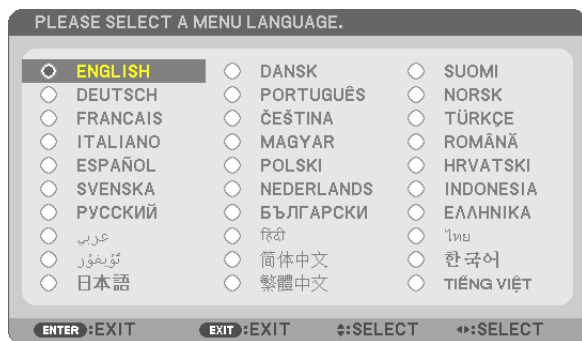 PLEASE SELECT A MENU LANGUAGE.
ENGLISH DANSK SUOMI
DEUTSCH PORTUGUÊS NORSK
FRANCAIS ČEŠTINA TÜRKÇE
ITALIANO MAGYAR ROMÂNĂ
ESPAÑOL POLSKI HRVATSKI
SVENSKA NEDERLANDS INDONESIA
РУССКИЙ БЪЛГАРСКИ ΕΛΛΗΝΙΚΑ
عربي हिंदी ไทย
ئۇيغۇر 简体中文 한국어
日本語 繁體中文 TIẾNG VIỆT
ENTER:EXIT EXIT:EXIT :SELECT :SELECT